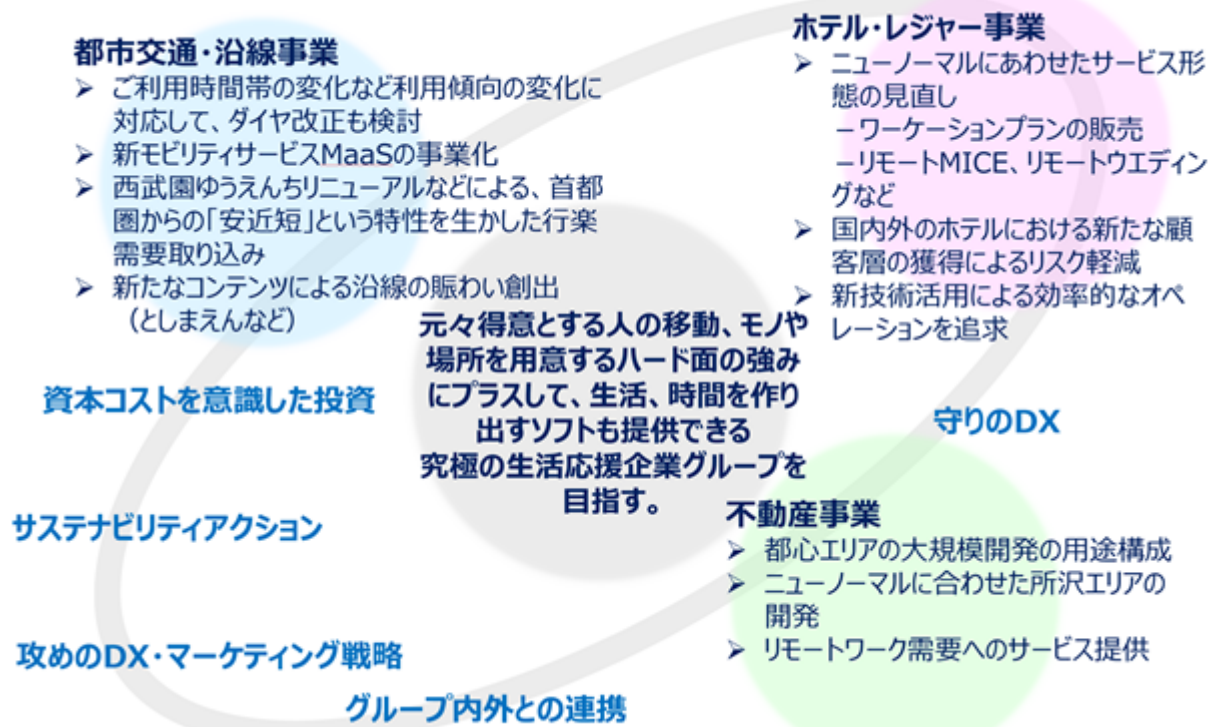 都市交通・沿線事業
➢ ご利用時間帯の変化など利用傾向の変化に
対応して、ダイヤ改正も検討
➢ 新モビリティサービスMaaSの事業化
➢ 西武園ゆうえんちリニューアルなどによる、首都
圏からの「安近短」という特性を生かした行楽
需要取り込み
➢ 新たなコンテンツによる沿線の賑わい創出
（としまえんなど）
ホテル・レジャー事業
➢ ニューノーマルにあわせたサービス形
態の見直し
－ワーケーションプランの販売
－リモートMICE、リモートウエディン
グなど
➢ 国内外のホテルにおける新たな顧
客層の獲得によるリスク軽減
➢ 新技術活用による効率的なオペ
レーションを追求
元々得意とする人の移動、モノや
場所を用意するハード面の強み
にプラスして、生活、時間を作り
出すソフトも提供できる
究極の生活応援企業グループを
目指す。
資本コストを意識した投資
守りのDX
サステナビリティアクション
不動産事業
➢ 都心エリアの大規模開発の用途構成
➢ ニューノーマルに合わせた所沢エリアの
開発
➢ リモートワーク需要へのサービス提供
攻めのDX・マーケティング戦略
グループ内外との連携